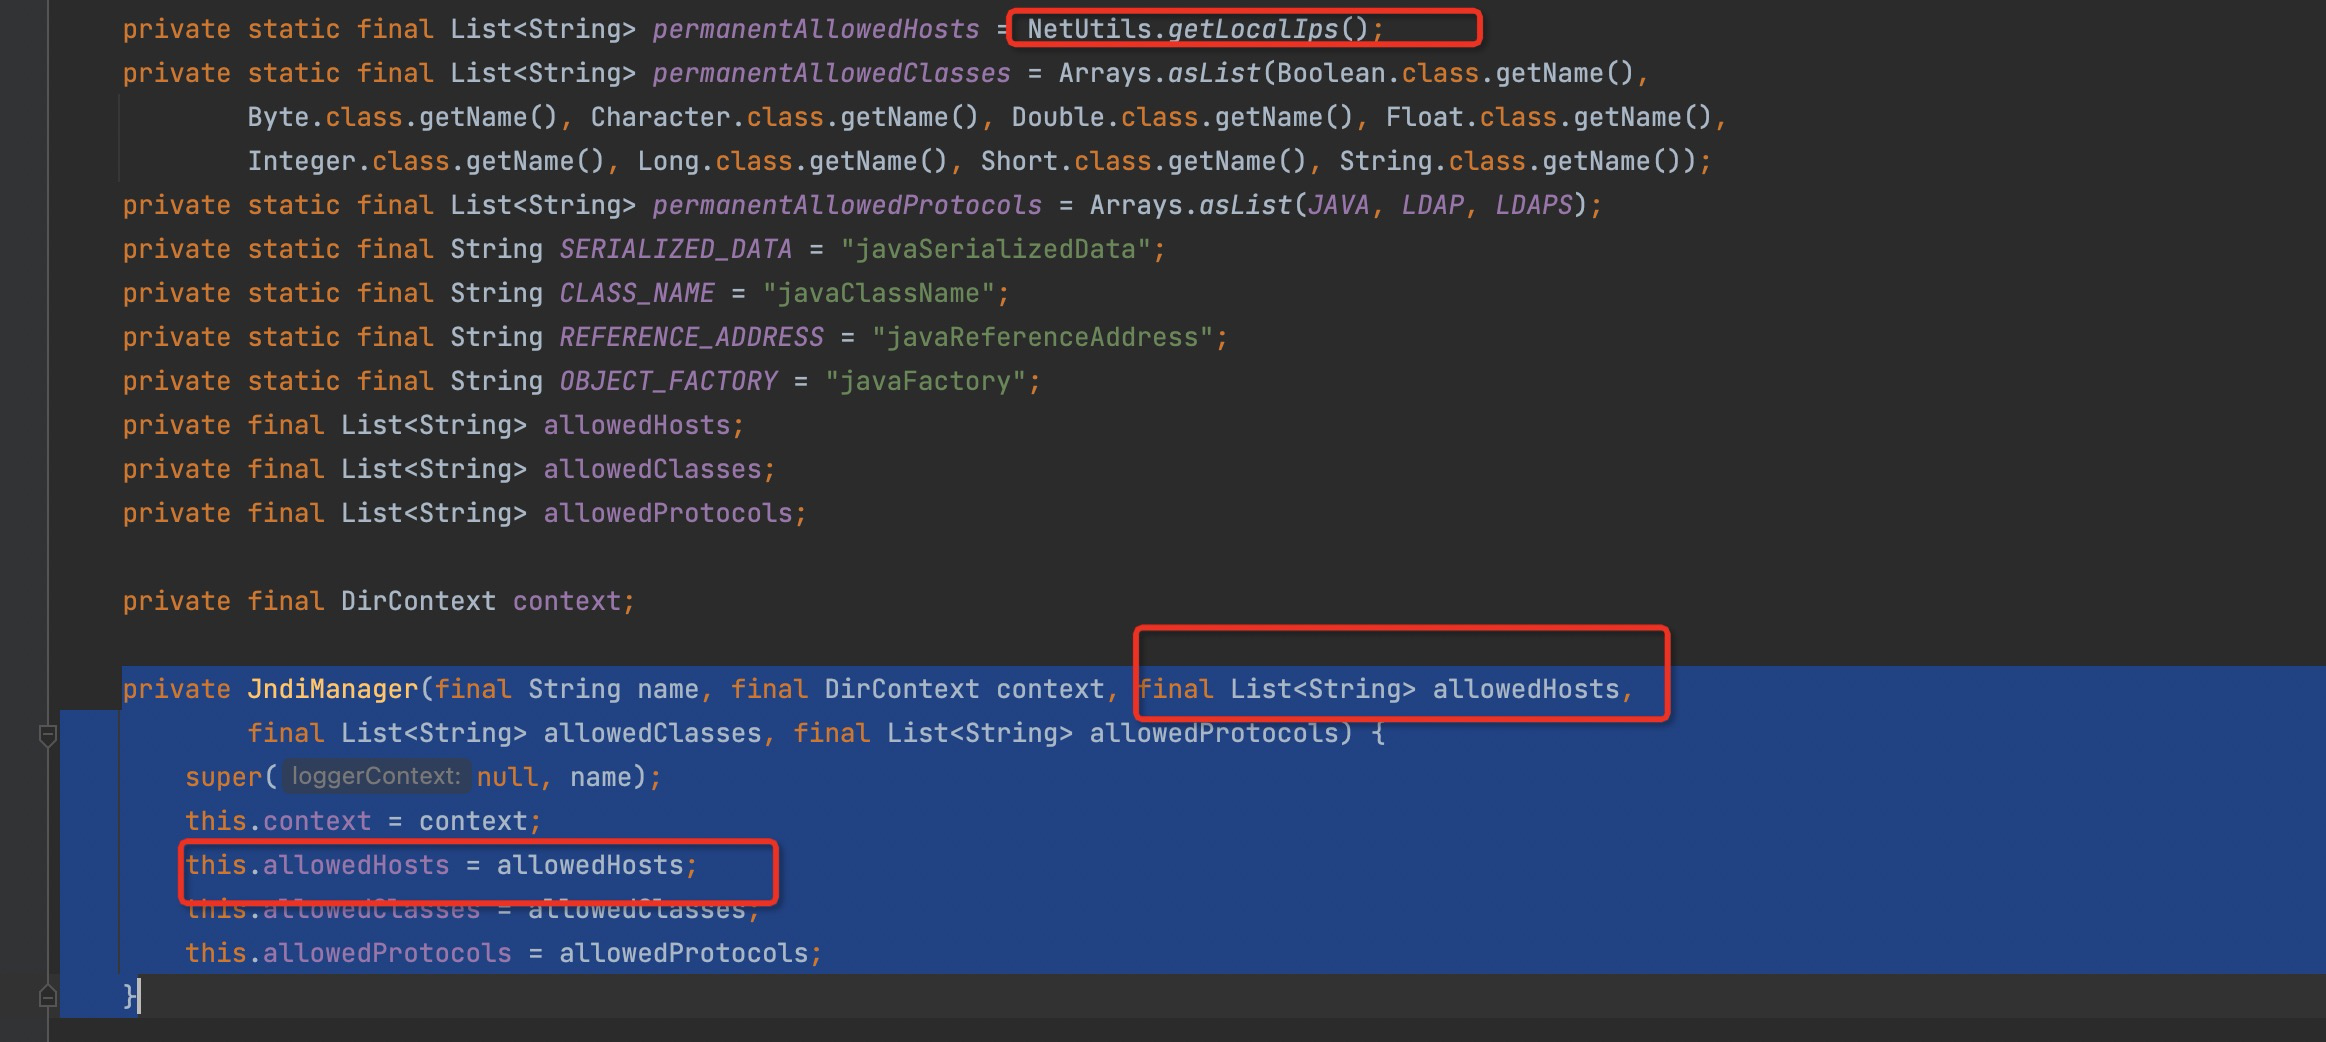 private static final List<String> permanentAllowedHosts = NetUtils.getLocalIps();
private static final List<String> permanentAllowedClasses = Arrays.asList(Boolean.class.getName(),
Byte.class.getName(), Character.class.getName(), Double.class.getName(), Float.class.getName(),
Integer.class.getName(), Long.class.getName(), Short.class.getName(), String.class.getName());
private static final List<String> permanentAllowedProtocols = Arrays.asList(JAVA, LDAP, LDAPS);
private static final String SERIALIZED_DATA = "javaSerializedData";
private static final String CLASS_NAME = "javaClassName";
private static final String REFERENCE_ADDRESS = "javaReferenceAddress";
private static final String OBJECT_FACTORY = "javaFactory";
private final List<String> allowedHosts;
private final List<String> allowedClasses;
private final List<String> allowedProtocols;
private final DirContext context;
private JndiManager(final String name, final DirContext context, final List<String> allowedHosts,
final List<String> allowedClasses, final List<String> allowedProtocols) {
super( loggerContext: null, name);
this.context = context;
this.allowedHosts = allowedHosts;
this.allowedClasses = allowedClasses;
this.allowedProtocols = allowedProtocols;
}